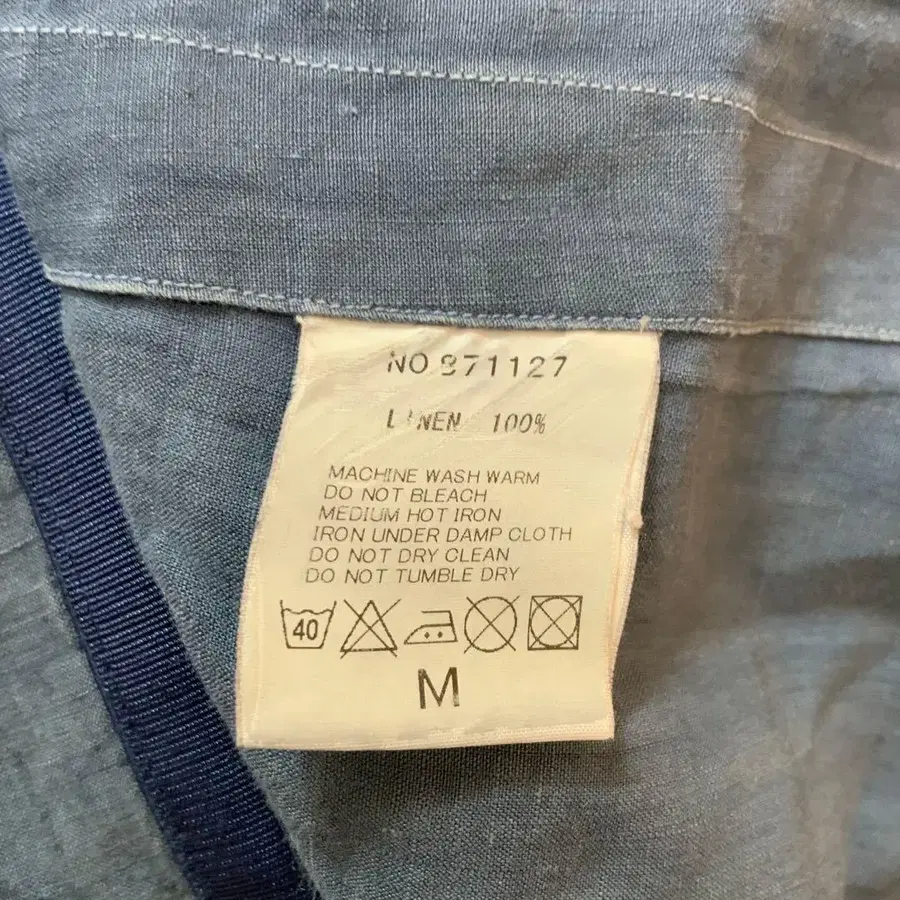 NO 871127
LINEN 100%
MACHINE WASH WARM
DO NOT BLEACH
MEDIUM HOT IRON
IRON UNDER DAMP CLOTH
DO NOT DRY CLEAN
DO NOT TUMBLE DRY
40
M